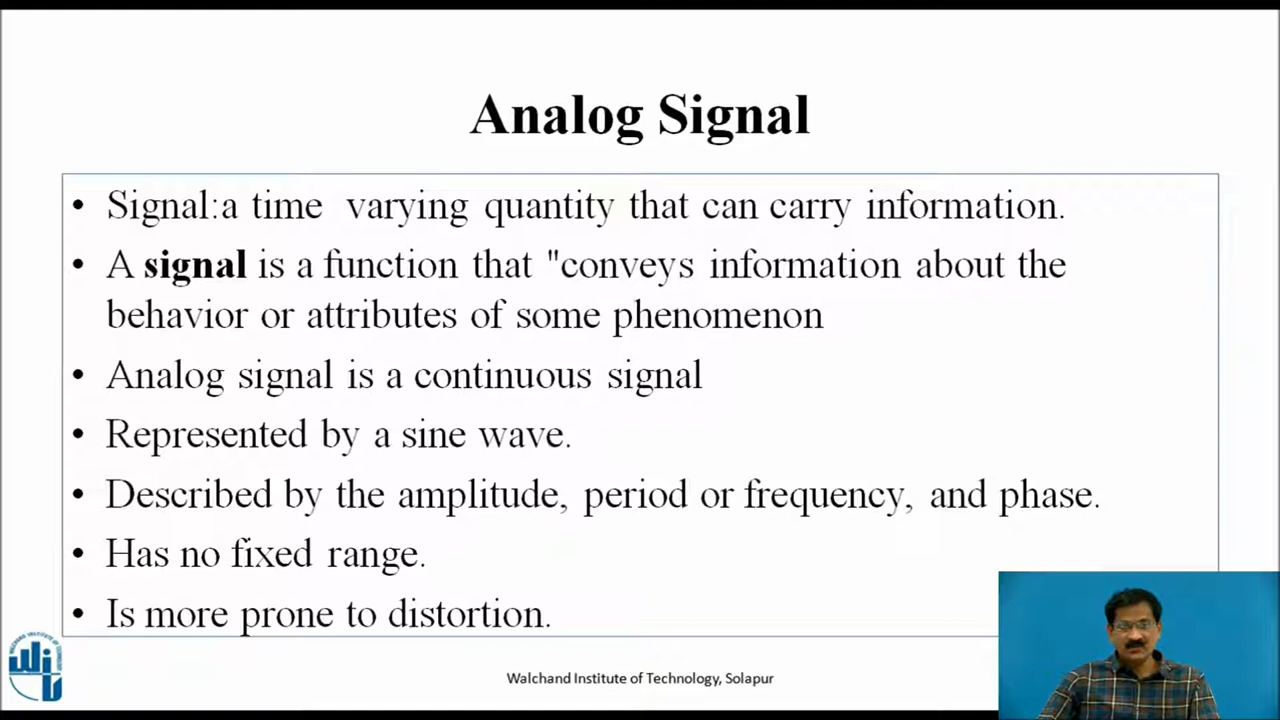 Analog Signal
• Signal:a time varying quantity that can carry information.
• A signal is a function that "conveys information about the
behavior or attributes of some phenomenon
• Analog signal is a continuous signal
• Represented by a sine wave.
• Described by the amplitude, period or frequency, and phase.
• Has no fixed range.
• Is more prone to distortion.
Walchand Institute of Technology, Solapur